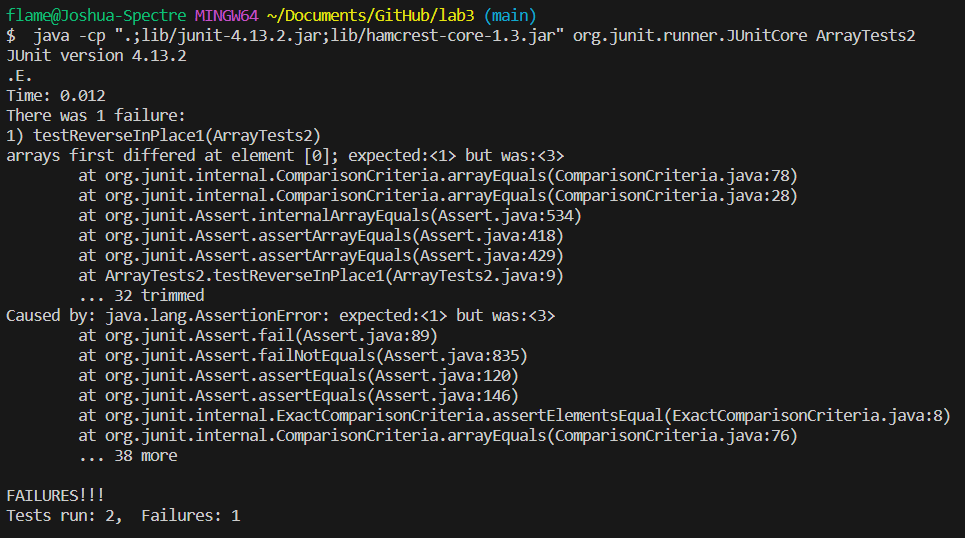 flame@Joshua-Spectre MINGW64 ~/Documents/GitHub/lab3 (main)
$  java -cp ".;lib/junit-4.13.2.jar;lib/hamcrest-core-1.3.jar" org.junit.runner.JUnitCore ArrayTests2
JUnit version 4.13.2
.E.
Time: 0.012
There was 1 failure:
1) testReverseInPlace1(ArrayTests2)
arrays first differed at element [0]; expected:<1> but was:<3>
        at org.junit.internal.ComparisonCriteria.arrayEquals(ComparisonCriteria.java:78)
        at org.junit.internal.ComparisonCriteria.arrayEquals(ComparisonCriteria.java:28)
        at org.junit.Assert.internalArrayEquals(Assert.java:534)
        at org.junit.Assert.assertArrayEquals(Assert.java:418)
        at org.junit.Assert.assertArrayEquals(Assert.java:429)
        at ArrayTests2.testReverseInPlace1(ArrayTests2.java:9)
        ... 32 trimmed
Caused by: java.lang.AssertionError: expected:<1> but was:<3>
        at org.junit.Assert.fail(Assert.java:89)
        at org.junit.Assert.failNotEquals(Assert.java:835)
        at org.junit.Assert.assertEquals(Assert.java:120)
        at org.junit.Assert.assertEquals(Assert.java:146)
        at org.junit.internal.ExactComparisonCriteria.assertElementsEqual(ExactComparisonCriteria.java:8)
        at org.junit.internal.ComparisonCriteria.arrayEquals(ComparisonCriteria.java:76)
        ... 38 more

FAILURES!!!
Tests run: 2,  Failures: 1